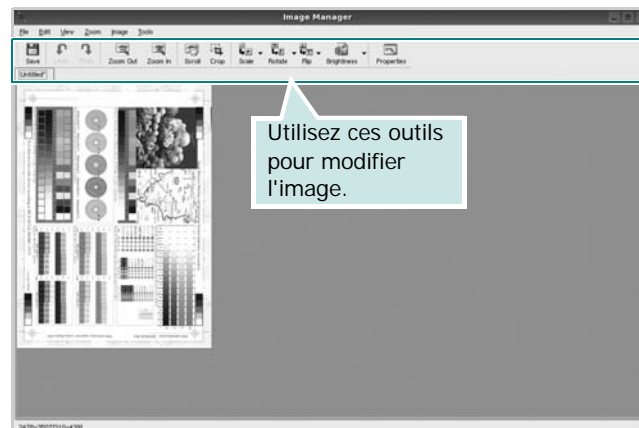 Image Manager
File Edit View Zoom Image Tools
Save Undo Redo Zoom Out Zoom In Scroll Crop Scale Rotate Flip Brightness Properties
Untitled*
Utilisez ces outils
pour modifier
l'image.